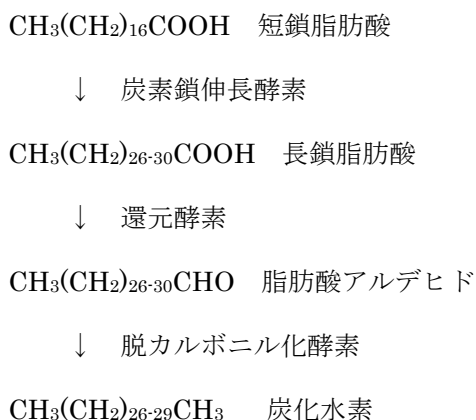 CH₃(CH₂)₁₆COOH 短鎖脂肪酸
↓ 炭素鎖伸長酵素
CH₃(CH₂)₂₆₋₃₀COOH 長鎖脂肪酸
↓ 還元酵素
CH₃(CH₂)₂₆₋₃₀CHO 脂肪酸アルデヒド
↓ 脱カルボニル化酵素
CH₃(CH₂)₂₆₋₂₉CH₃ 炭化水素